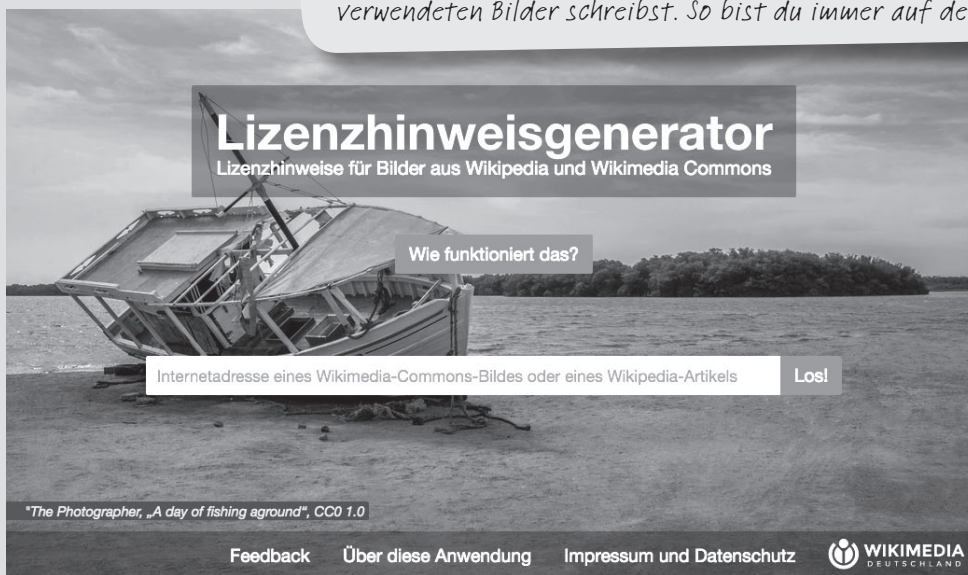 verwendeten Bilder schreibst. So bist du immer auf de
Lizenzhinweisgenerator
Lizenzhinweise für Bilder aus Wikipedia und Wikimedia Commons
Wie funktioniert das?
Internetadresse eines Wikimedia-Commons-Bildes oder eines Wikipedia-Artikels Los!
"The Photographer, „A day of fishing aground“, CC0 1.0
Feedback Über diese Anwendung Impressum und Datenschutz WIKIMEDIA
DEUTSCHLAND